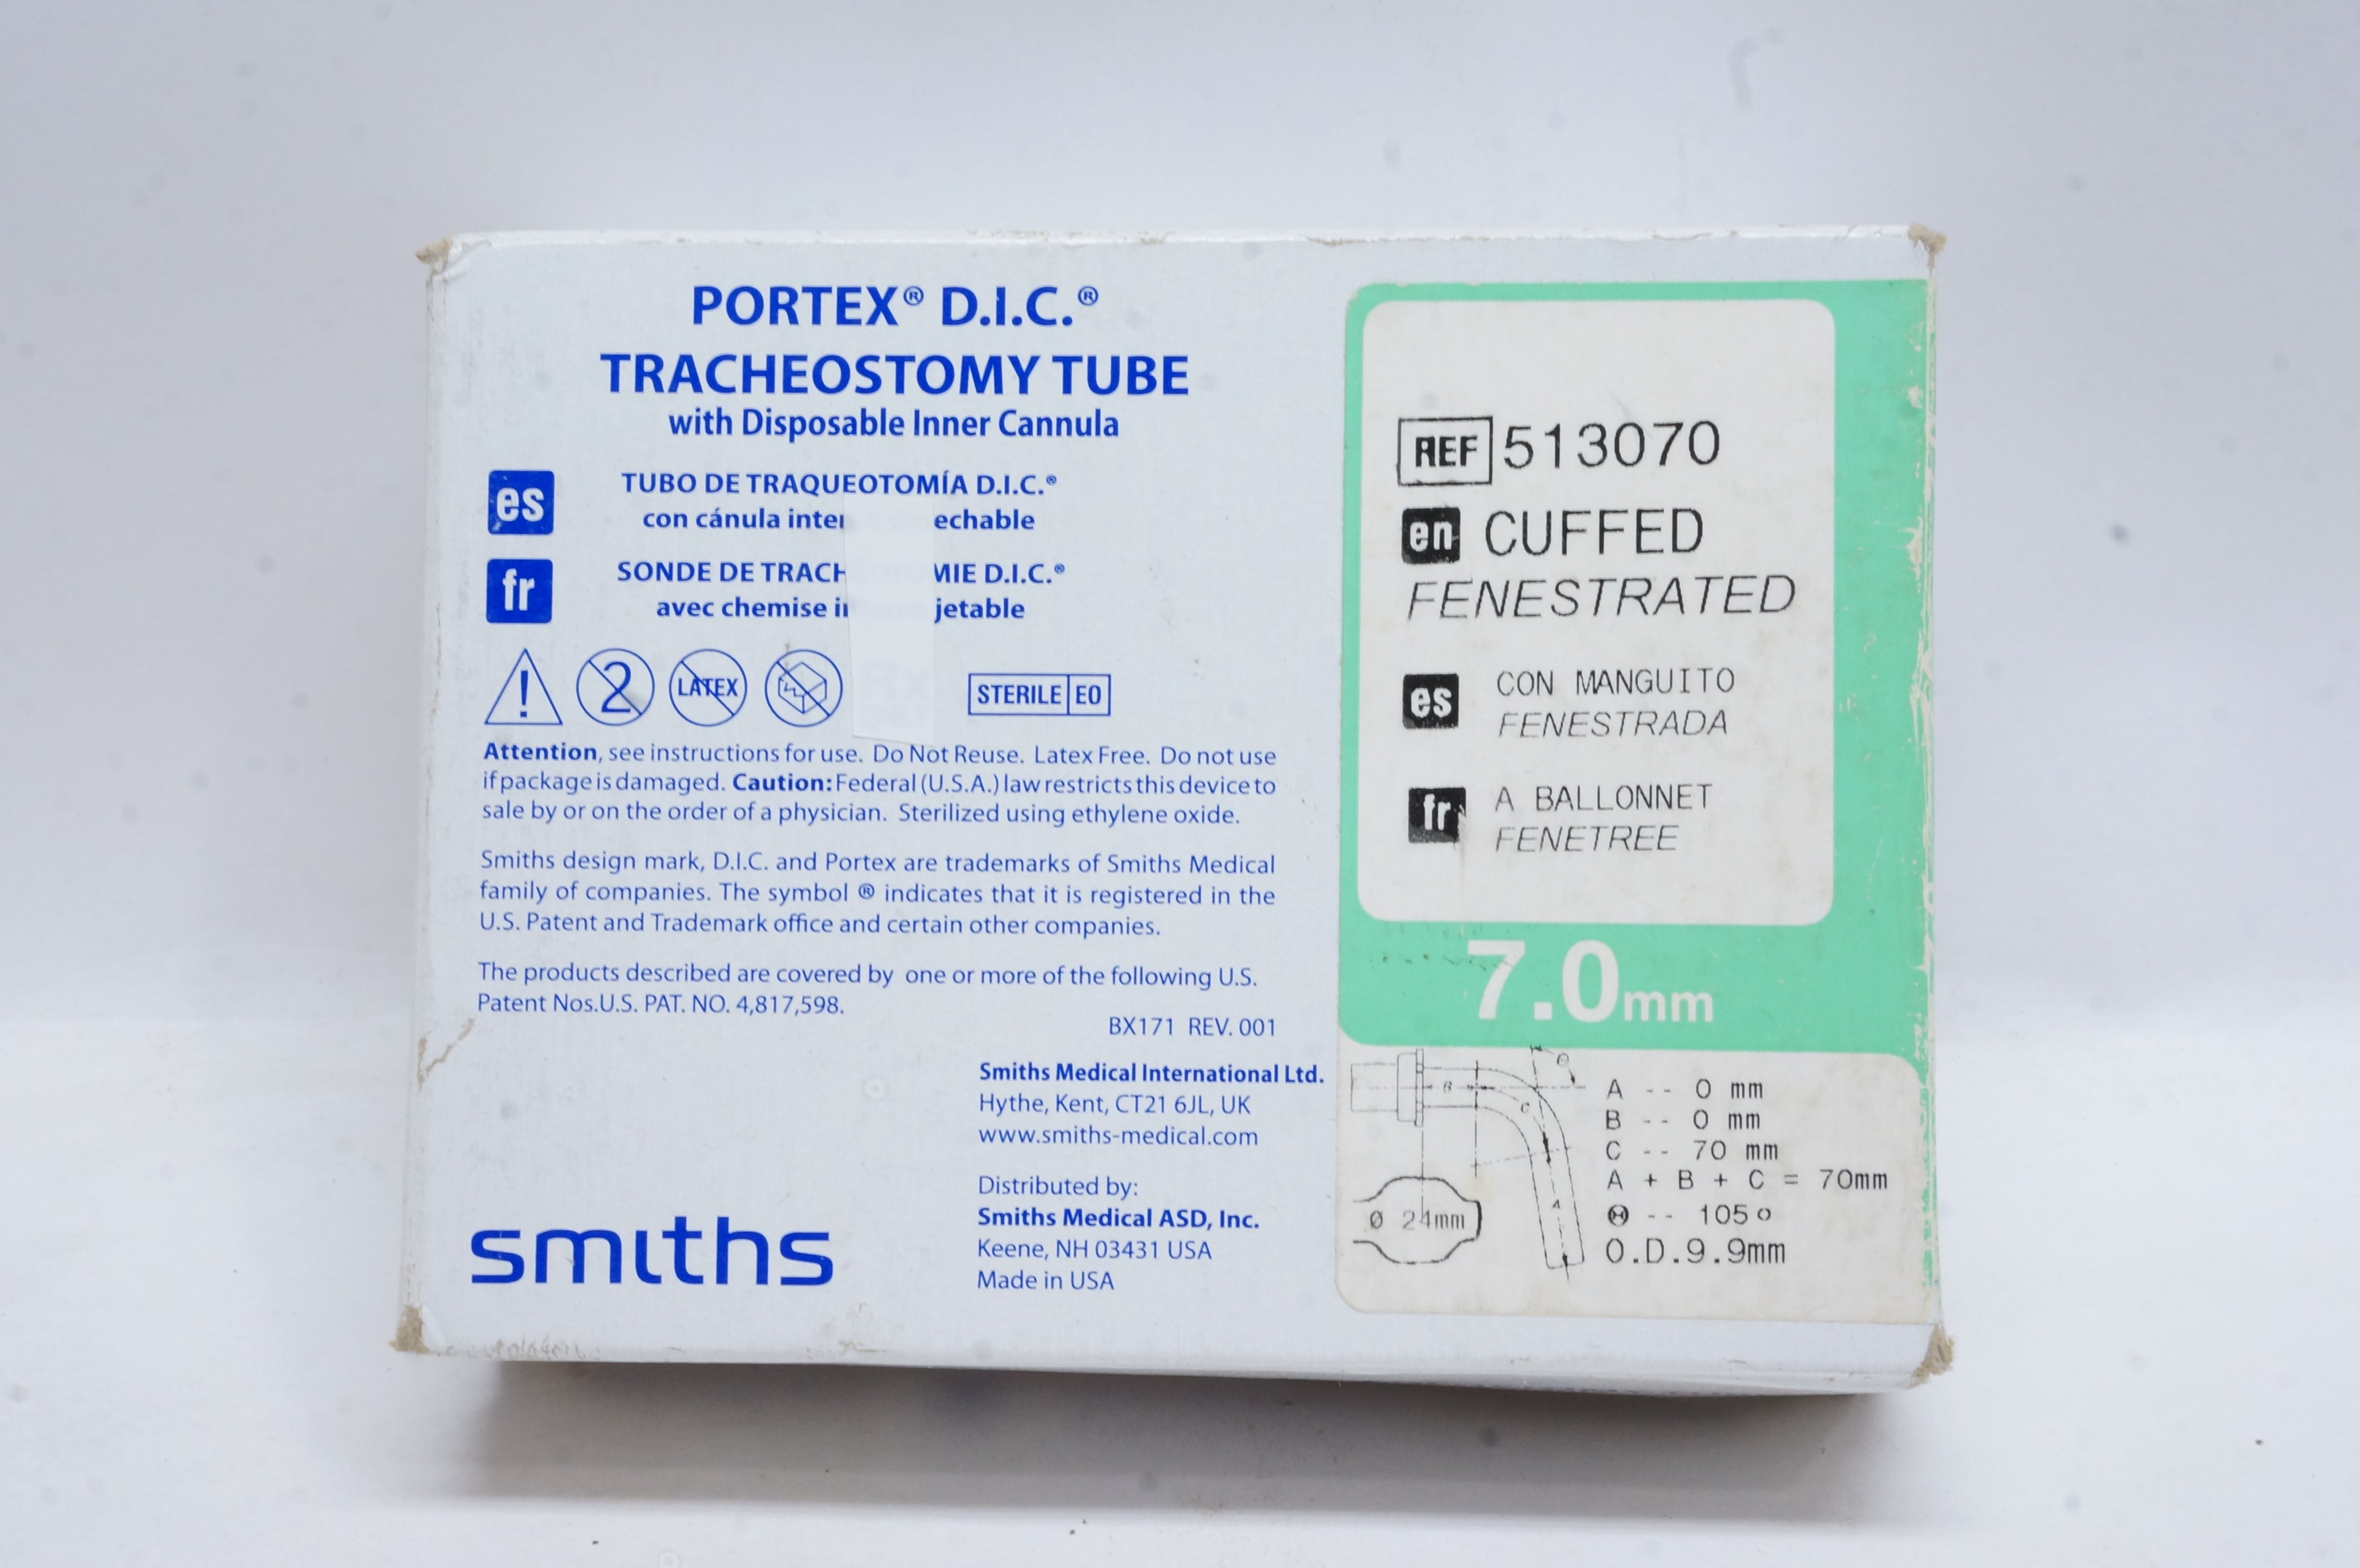 PORTEX® D.I.C.®
TRACHEOSTOMY TUBE
with Disposable Inner Cannula
es
TUBO DE TRAQUEOTOMÍA D.I.C.®
con cánula
fr
SONDE DE D.I.C.®
avec chemise jetable
! 2 LATEX
STERILE EO
Attention, see instructions for use. Do Not Reuse. Latex Free. Do not use
if package is damaged. Caution: Federal (U.S.A.) law restricts this device to
sale by or on the order of a physician. Sterilized using ethylene oxide.
Smiths design mark, D.I.C. and Portex are trademarks of Smiths Medical
family of companies. The symbol ® indicates that it is registered in the
U.S. Patent and Trademark office and certain other companies.
The products described are covered by one or more of the following U.S.
Patent Nos.U.S. PAT. NO. 4,817,598.
BX171 REV. 001
Smiths Medical International Ltd.
Hythe, Kent, CT21 6JL, UK
www.smiths-medical.com
Distributed by:
Smiths Medical ASD, Inc.
Keene, NH 03431 USA
Made in USA
smiths
REF 513070
en CUFFED
FENESTRATED
es CON MANGUITO
FENESTRADA
fr A BALLONNET
FENETREE
7.0mm
B
C
A
Θ
Ø 24mm
A -- 0 mm
B -- 0 mm
C -- 70 mm
A + B + C = 70mm
Θ -- 105°
O.D.9.9mm